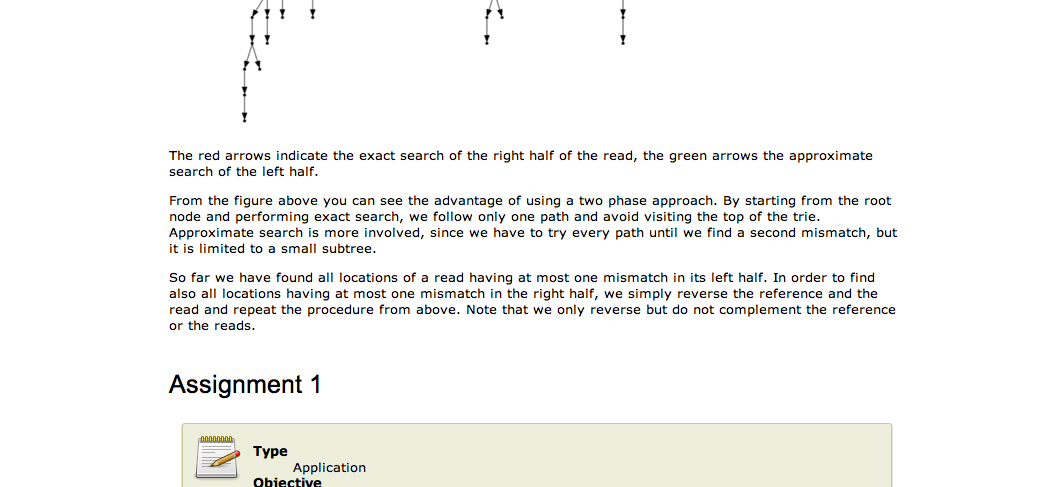 The red arrows indicate the exact search of the right half of the read, the green arrows the approximate
search of the left half.
From the figure above you can see the advantage of using a two phase approach. By starting from the root
node and performing exact search, we follow only one path and avoid visiting the top of the trie.
Approximate search is more involved, since we have to try every path until we find a second mismatch, but
it is limited to a small subtree.
So far we have found all locations of a read having at most one mismatch in its left half. In order to find
also all locations having at most one mismatch in the right half, we simply reverse the reference and the
read and repeat the procedure from above. Note that we only reverse but do not complement the reference
or the reads.
Assignment 1
Type
Application
Objective